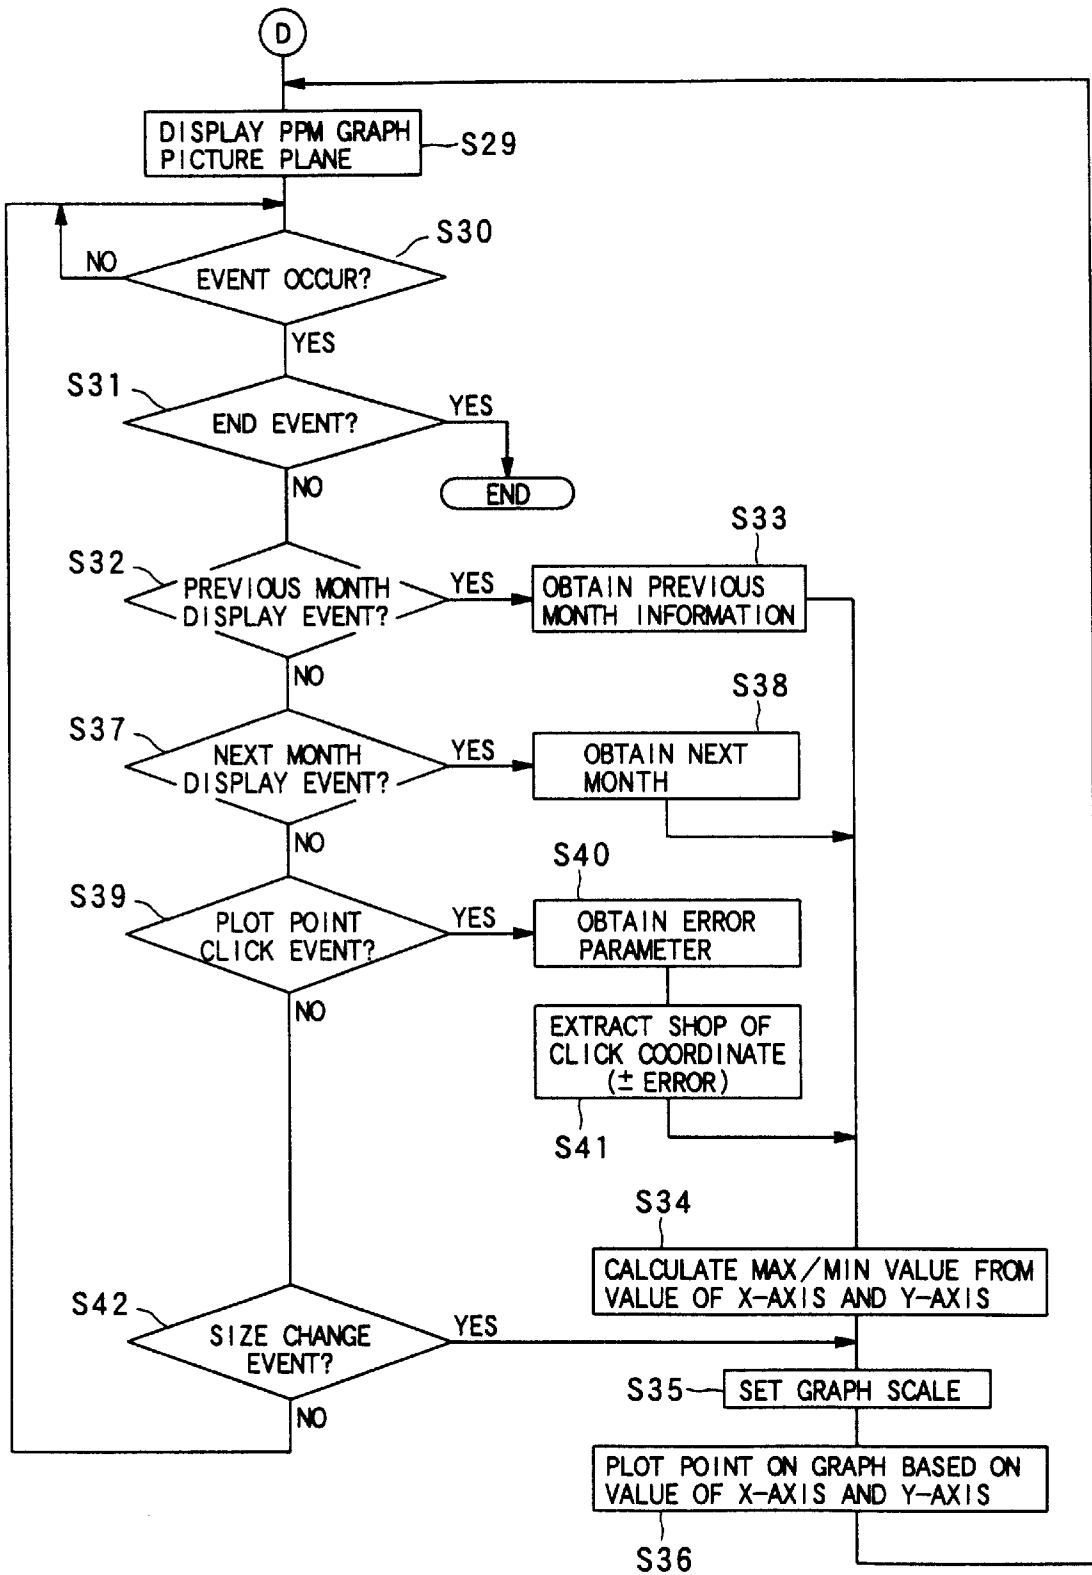 D
DISPLAY PPM GRAPH
PICTURE PLANE
S29
S30
NO
EVENT OCCUR?
YES
S31
END EVENT?
YES
END
NO
S32
PREVIOUS MONTH
DISPLAY EVENT?
YES
S33
OBTAIN PREVIOUS
MONTH INFORMATION
NO
S37
NEXT MONTH
DISPLAY EVENT?
YES
S38
OBTAIN NEXT
MONTH
NO
S39
PLOT POINT
CLICK EVENT?
YES
S40
OBTAIN ERROR
PARAMETER
NO
EXTRACT SHOP OF
CLICK COORDINATE
(± ERROR)
S41
S34
CALCULATE MAX/MIN VALUE FROM
VALUE OF X-AXIS AND Y-AXIS
S42
SIZE CHANGE
EVENT?
YES
NO
S35
SET GRAPH SCALE
PLOT POINT ON GRAPH BASED ON
VALUE OF X-AXIS AND Y-AXIS
S36